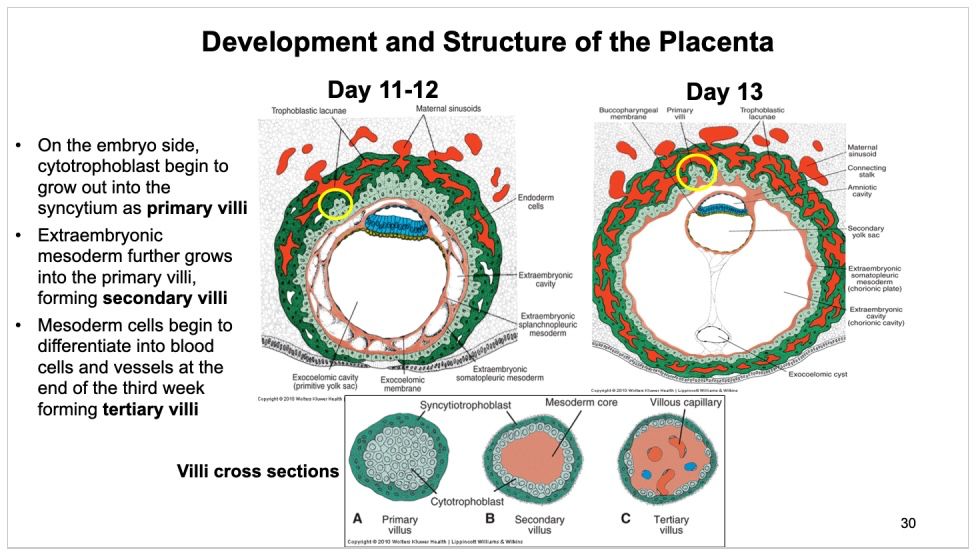 Development and Structure of the Placenta
Day 11-12
Day 13
• On the embryo side,
cytotrophoblast begin to
grow out into the
syncytium as primary villi
• Extraembryonic
mesoderm further grows
into the primary villi,
forming secondary villi
• Mesoderm cells begin to
differentiate into blood
cells and vessels at the
end of the third week
forming tertiary villi
Trophoblastic lacunae
Maternal sinusoids
Endoderm
cells
Extraembryonic
cavity
Extraembryonic
splanchnopleuric
mesoderm
Extraembryonic
somatopleuric mesoderm
Exocoelomic
membrane
Exocoelomic cavity
(primitive yolk sac)
Copyright © 2010 Wolters Kluwer Health
Buccopharyngeal
membrane
Primary
villi
Trophoblastic
lacunae
Maternal
sinusoid
Connecting
stalk
Amniotic
cavity
Secondary
yolk sac
Extraembryonic
somatopleuric
mesoderm
(chorionic plate)
Extraembryonic
cavity
(chorionic cavity)
Exocoelomic cyst
Copyright © 2010 Wolters Kluwer Health | Lippincott Williams & Wilkins
Villi cross sections
Syncytiotrophoblast
Mesoderm core
Villous capillary
Cytotrophoblast
A Primary
villus
B Secondary
villus
C Tertiary
villus
Copyright © 2010 Wolters Kluwer Health | Lippincott Williams & Wilkins
30